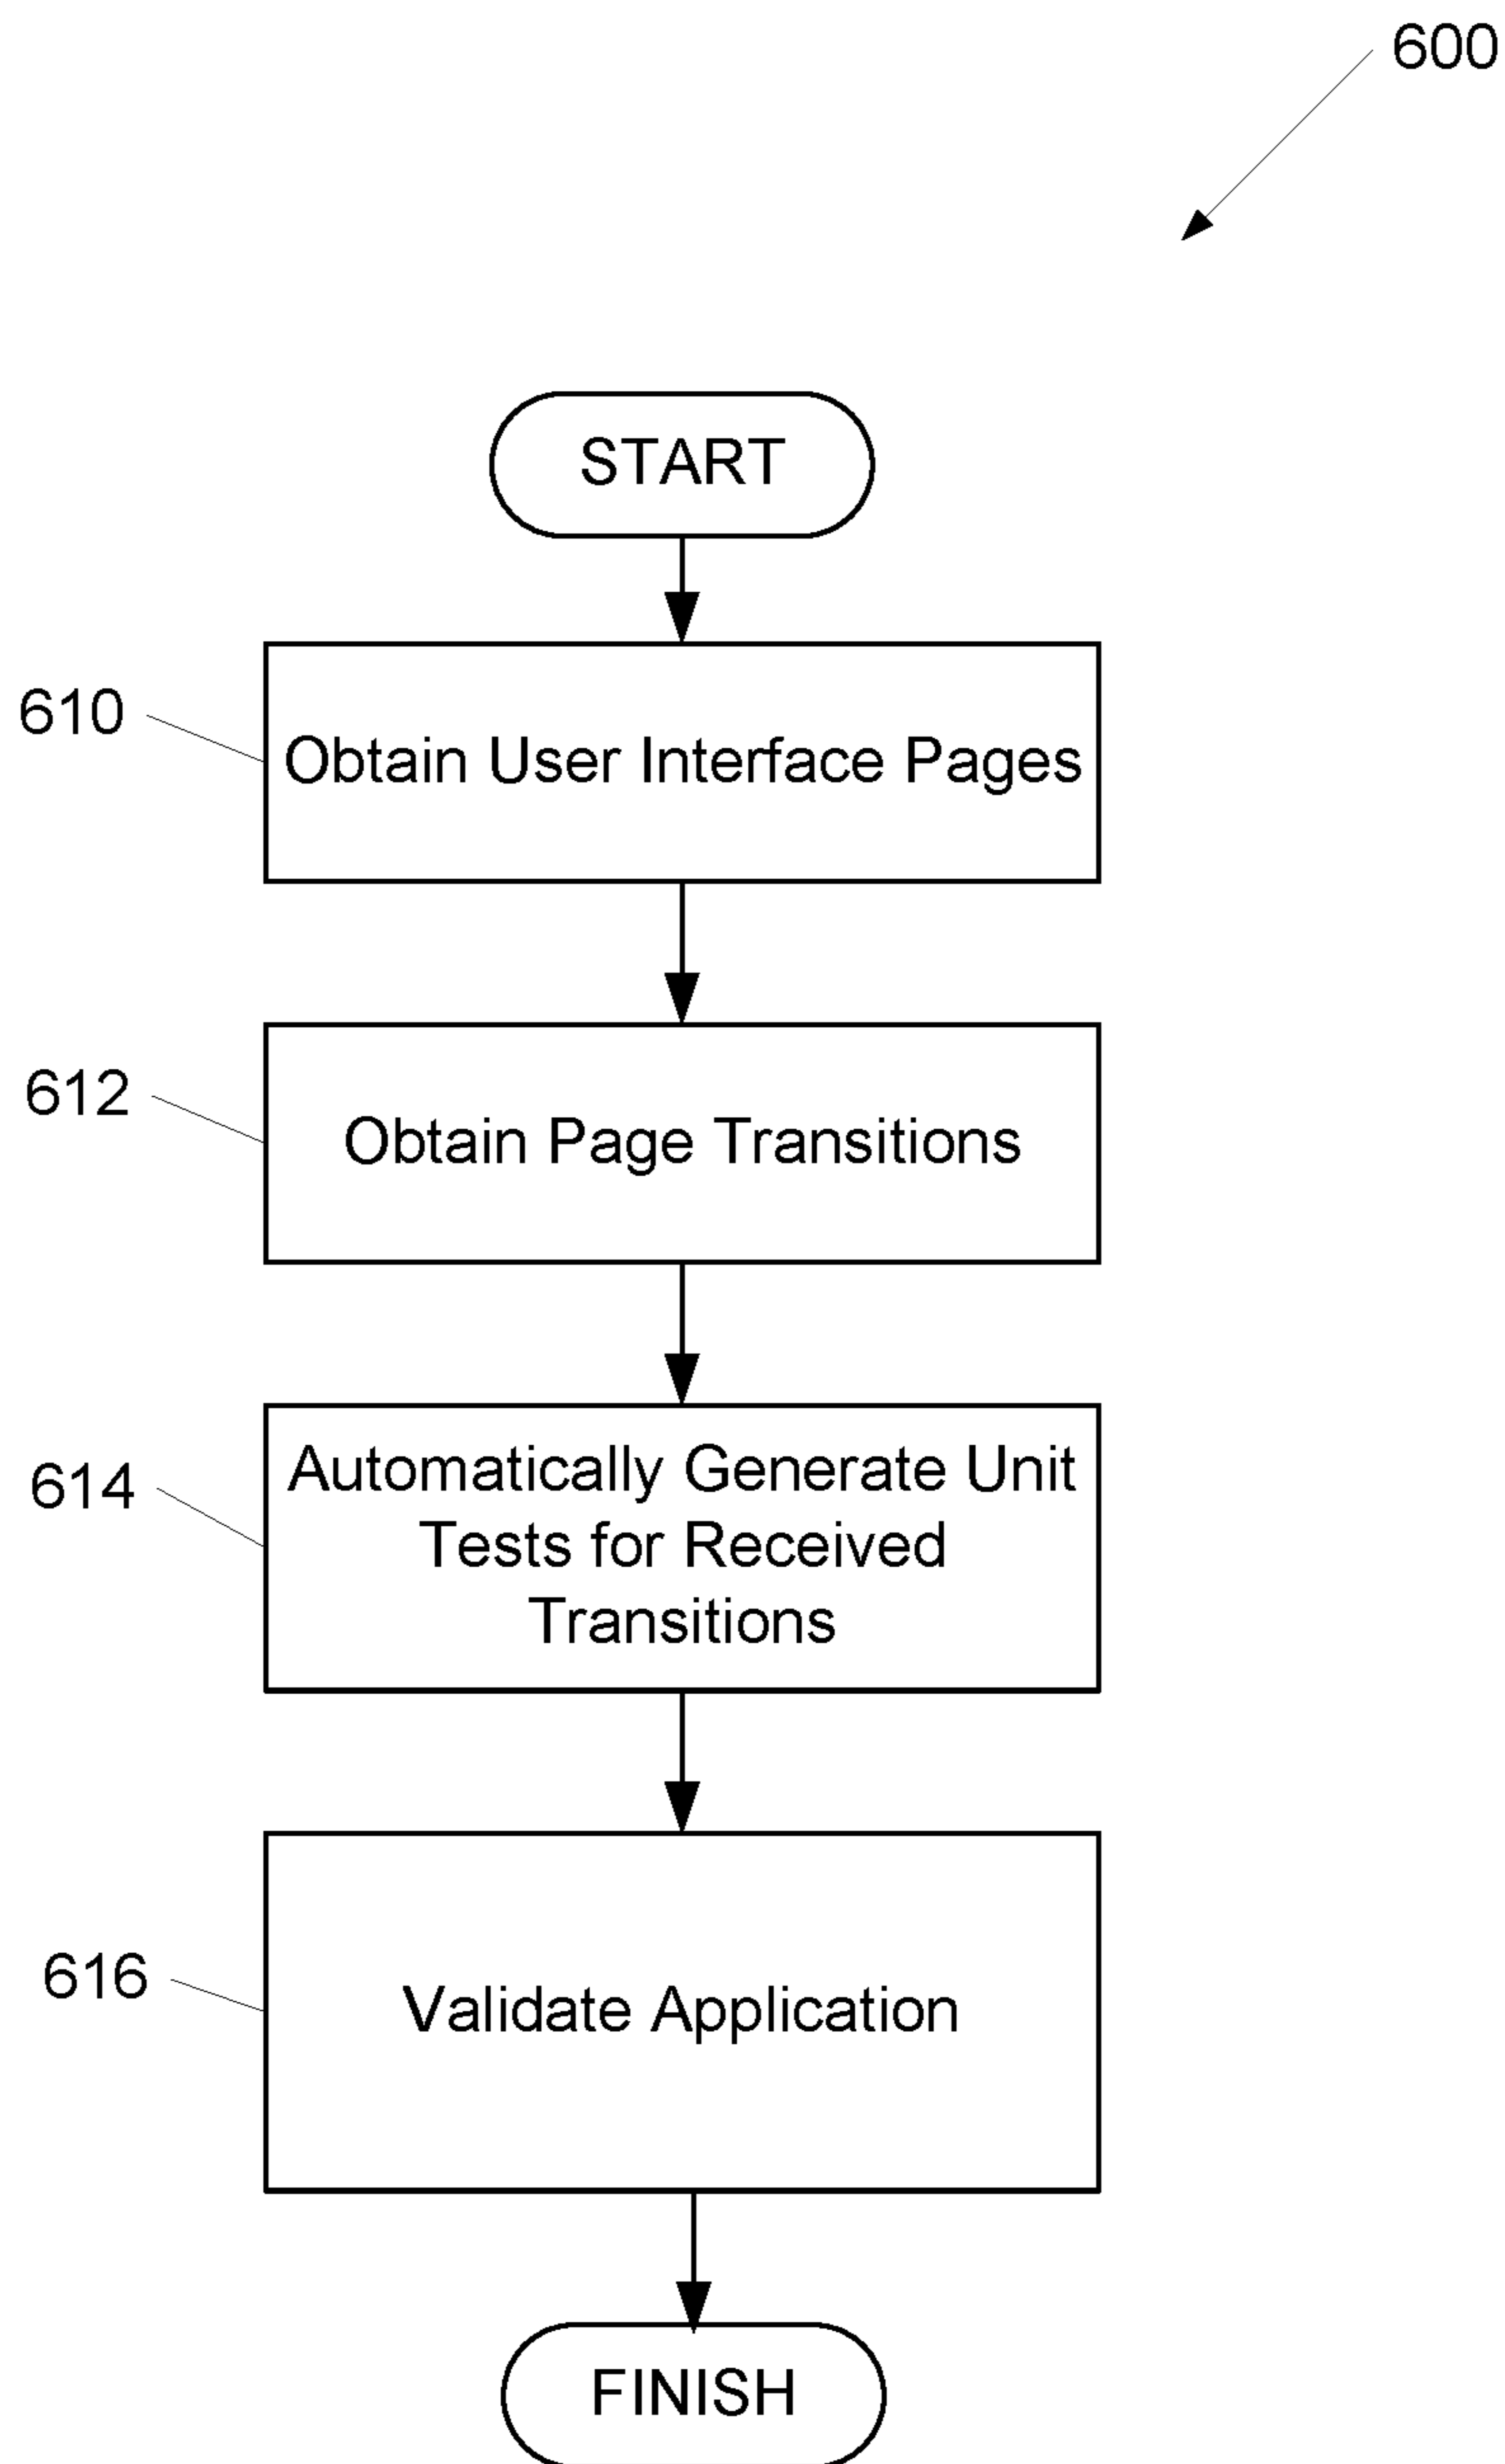 600
START
610
Obtain User Interface Pages
612
Obtain Page Transitions
614
Automatically Generate Unit
Tests for Received
Transitions
616
Validate Application
FINISH